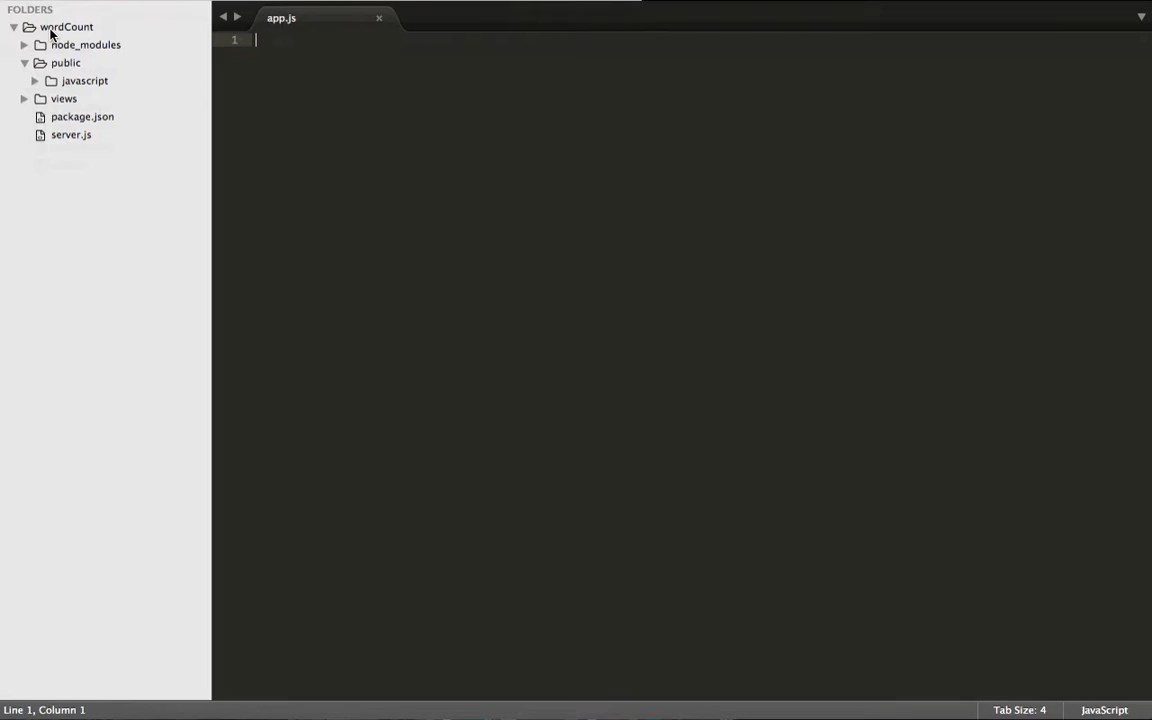 FOLDERS
wordCount
node_modules
public
javascript
views
package.json
server.js
app.js
1
Line 1, Column 1
Tab Size: 4
JavaScript